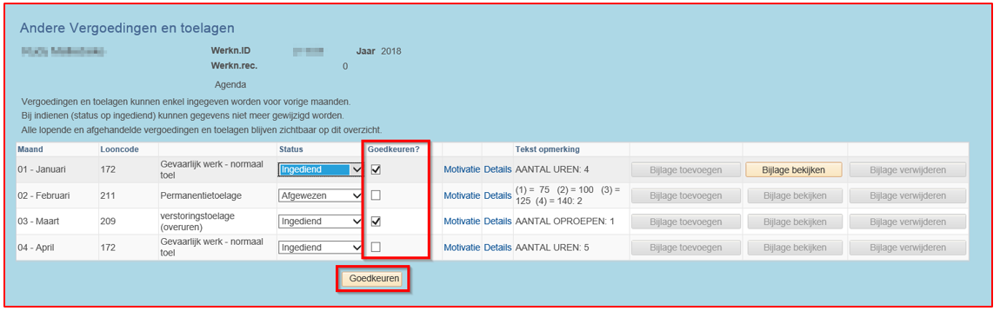 Andere Vergoedingen en toelagen
Werkn.ID Jaar 2018
Werkn.rec. 0
Agenda
Vergoedingen en toelagen kunnen enkel ingegeven worden voor vorige maanden.
Bij indienen (status op ingediend) kunnen gegevens niet meer gewijzigd worden.
Alle lopende en afgehandelde vergoedingen en toelagen blijven zichtbaar op dit overzicht.
Maand Looncode Status Goedkeuren? Tekst opmerking
01 - Januari 172 Gevaarlijk werk - normaal toel Ingediend Motivatie Details AANTAL UREN: 4 Bijlage toevoegen Bijlage bekijken Bijlage verwijderen
02 - Februari 211 Permanentietoelage Afgewezen Motivatie Details (1) = 75 (2) = 100 (3) = 125 (4) = 140: 2 Bijlage toevoegen Bijlage bekijken Bijlage verwijderen
03 - Maart 209 verstoringstoelage (overuren) Ingediend Motivatie Details AANTAL OPROEPEN: 1 Bijlage toevoegen Bijlage bekijken Bijlage verwijderen
04 - April 172 Gevaarlijk werk - normaal toel Ingediend Motivatie Details AANTAL UREN: 5 Bijlage toevoegen Bijlage bekijken Bijlage verwijderen
Goedkeuren